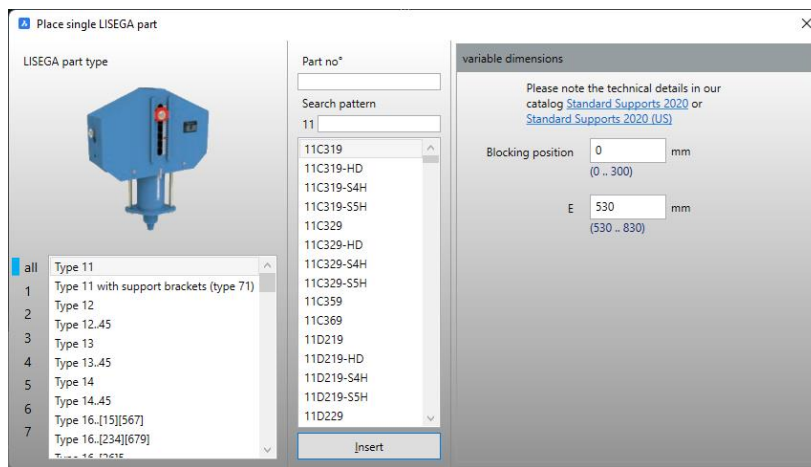 Place single LISEGA part
LISEGA part type
all
1
2
3
4
5
6
7
Type 11
Type 11 with support brackets (type 71)
Type 12
Type 12..45
Type 13
Type 13..45
Type 14
Type 14..45
Type 16..[15][567]
Type 16..[234][679]
Type 16..[26]5
Part no°
Search pattern
11
11C319
11C319-HD
11C319-S4H
11C319-S5H
11C329
11C329-HD
11C329-S4H
11C329-S5H
11C359
11C369
11D219
11D219-HD
11D219-S4H
11D219-S5H
11D229
Insert
variable dimensions
Please note the technical details in our
catalog Standard Supports 2020 or
Standard Supports 2020 (US)
Blocking position 0 mm
(0 .. 300)
E 530 mm
(530 .. 830)